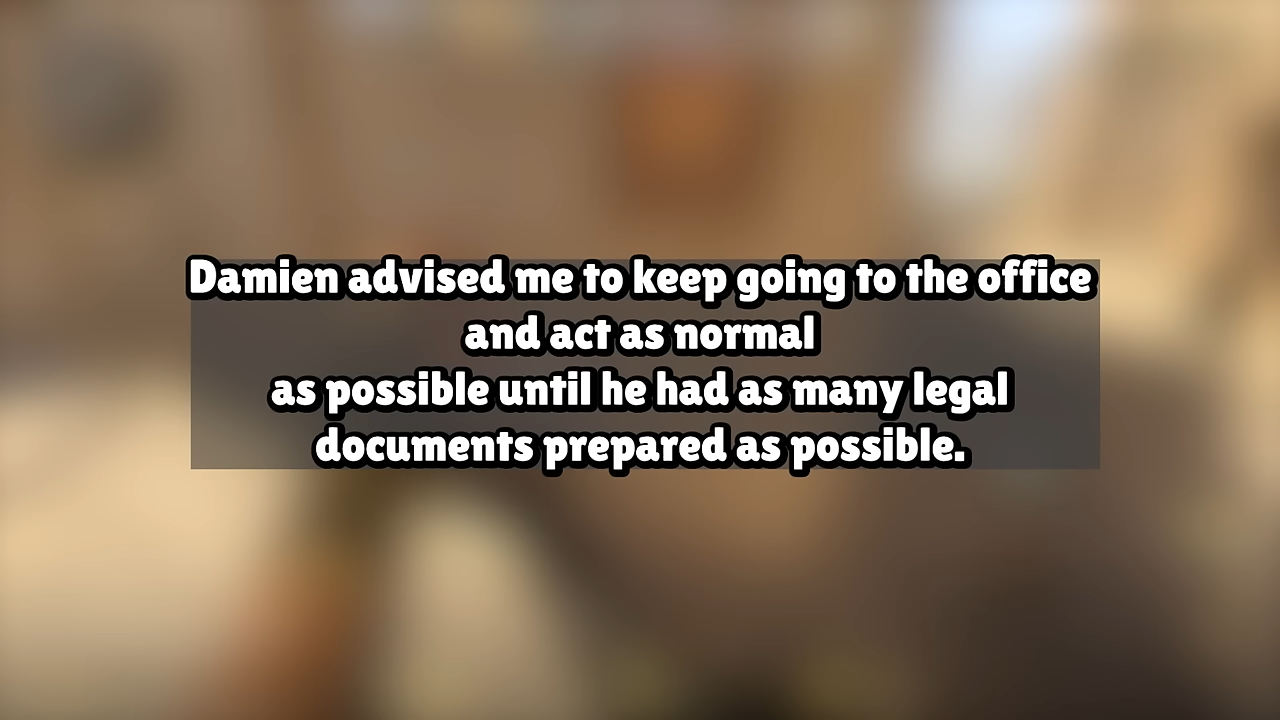 Damien advised me to keep going to the office
and act as normal
as possible until he had as many legal
documents prepared as possible.